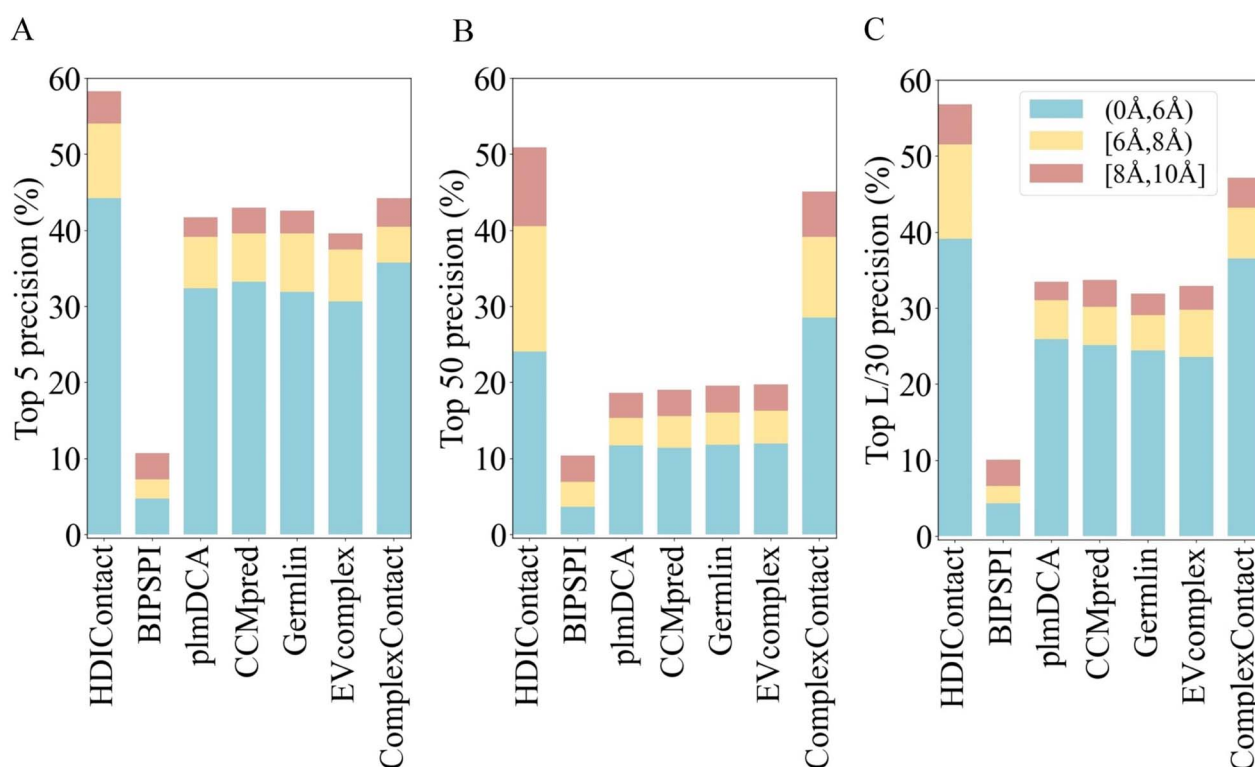 A
Top 5 precision (%)
60
50
40
30
20
10
0
HDIContact
BIPSPI
plmDCA
CCMpred
Germlin
EVcomplex
ComplexContact
B
Top 50 precision (%)
60
50
40
30
20
10
0
HDIContact
BIPSPI
plmDCA
CCMpred
Germlin
EVcomplex
ComplexContact
C
Top L/30 precision (%)
60
50
40
30
20
10
0
(0Å,6Å)
[6Å,8Å)
[8Å,10Å]
HDIContact
BIPSPI
plmDCA
CCMpred
Germlin
EVcomplex
ComplexContact